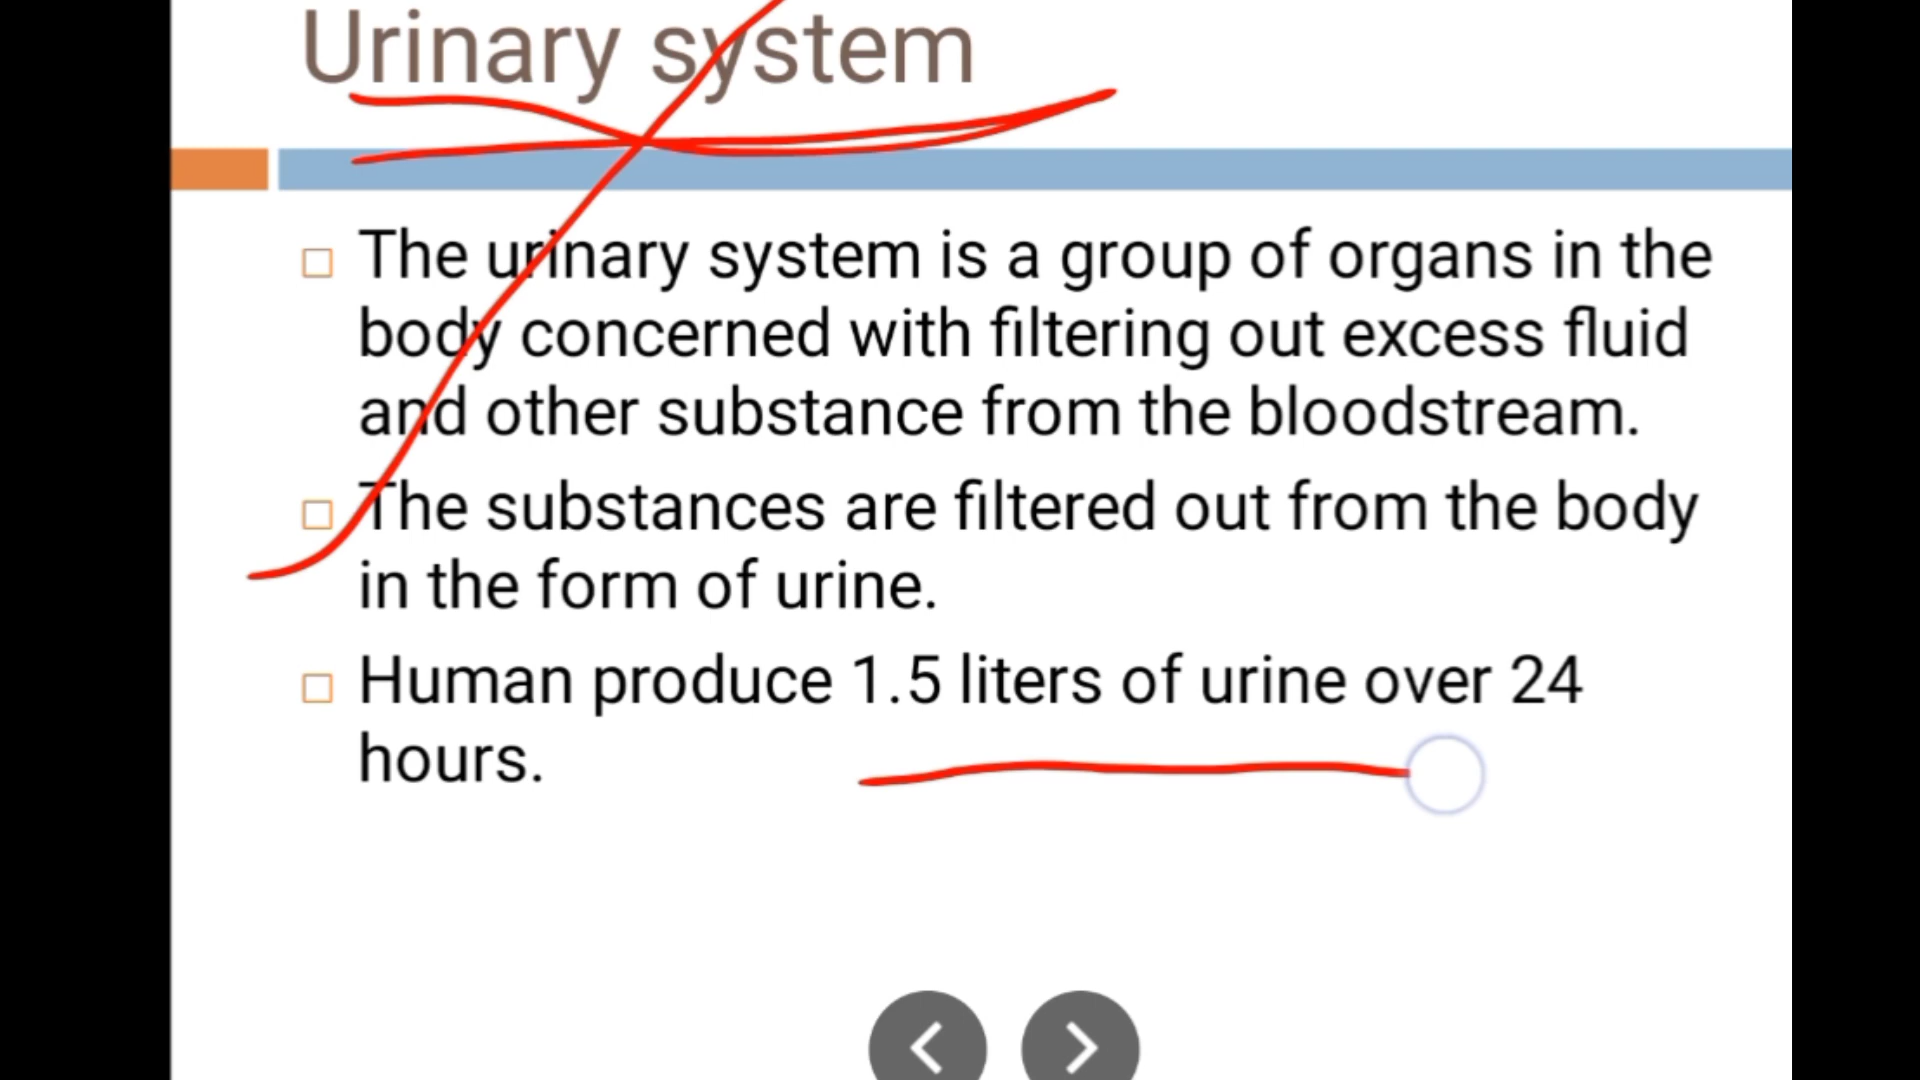 Urinary system
The urinary system is a group of organs in the
body concerned with filtering out excess fluid
and other substance from the bloodstream.
The substances are filtered out from the body
in the form of urine.
Human produce 1.5 liters of urine over 24
hours.